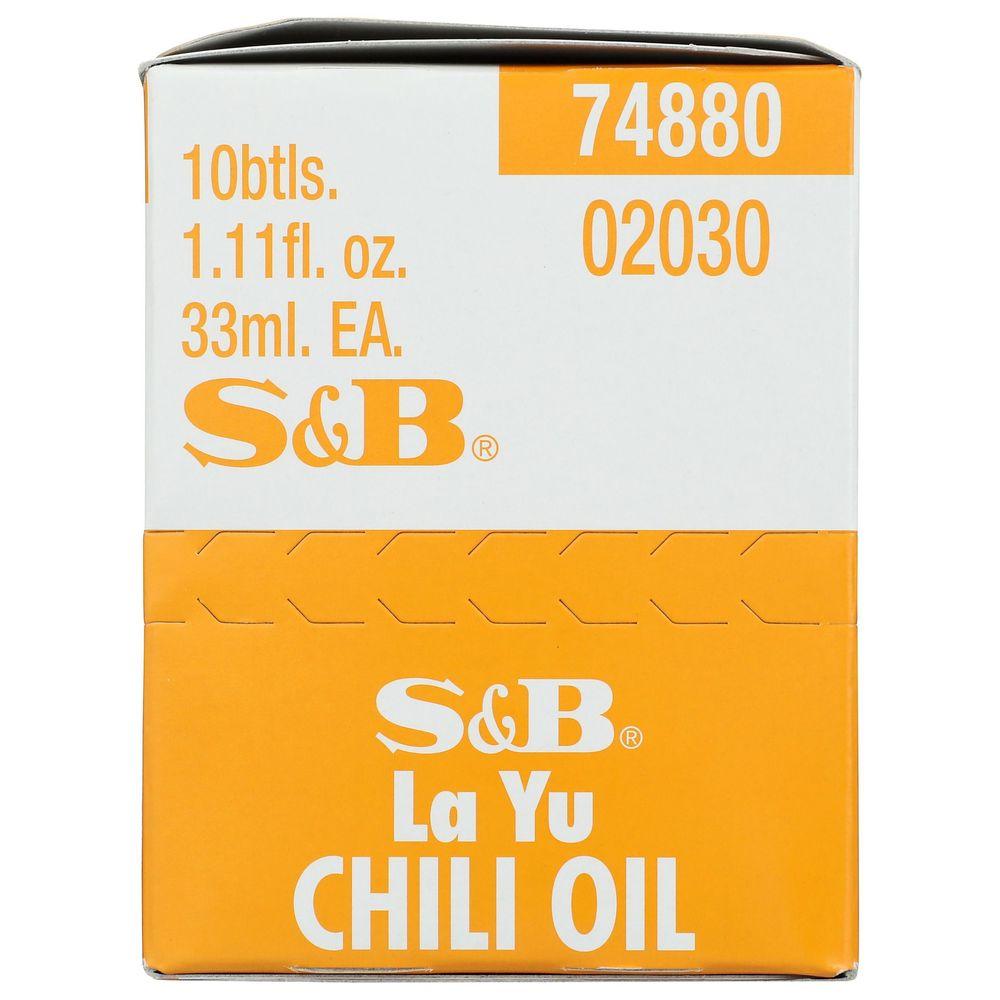 74880
02030
10btls.
1.11fl. oz.
33ml. EA.
S&B®
S&B®
La Yu
CHILI OIL